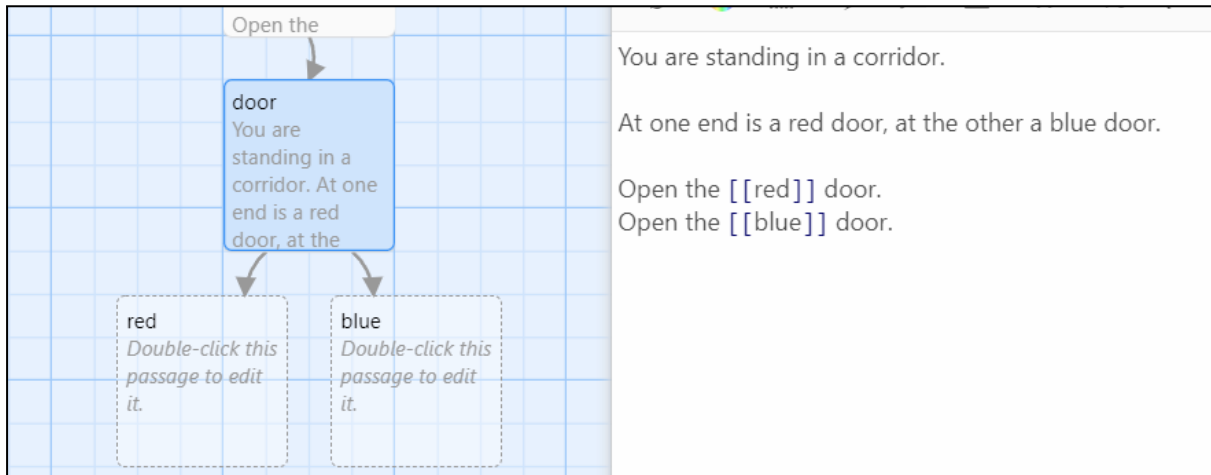 Open the
door
You are
standing in a
corridor. At one
end is a red
door, at the
red
Double-click this
passage to edit
it.
blue
Double-click this
passage to edit
it.
You are standing in a corridor.
At one end is a red door, at the other a blue door.
Open the [[red]] door.
Open the [[blue]] door.